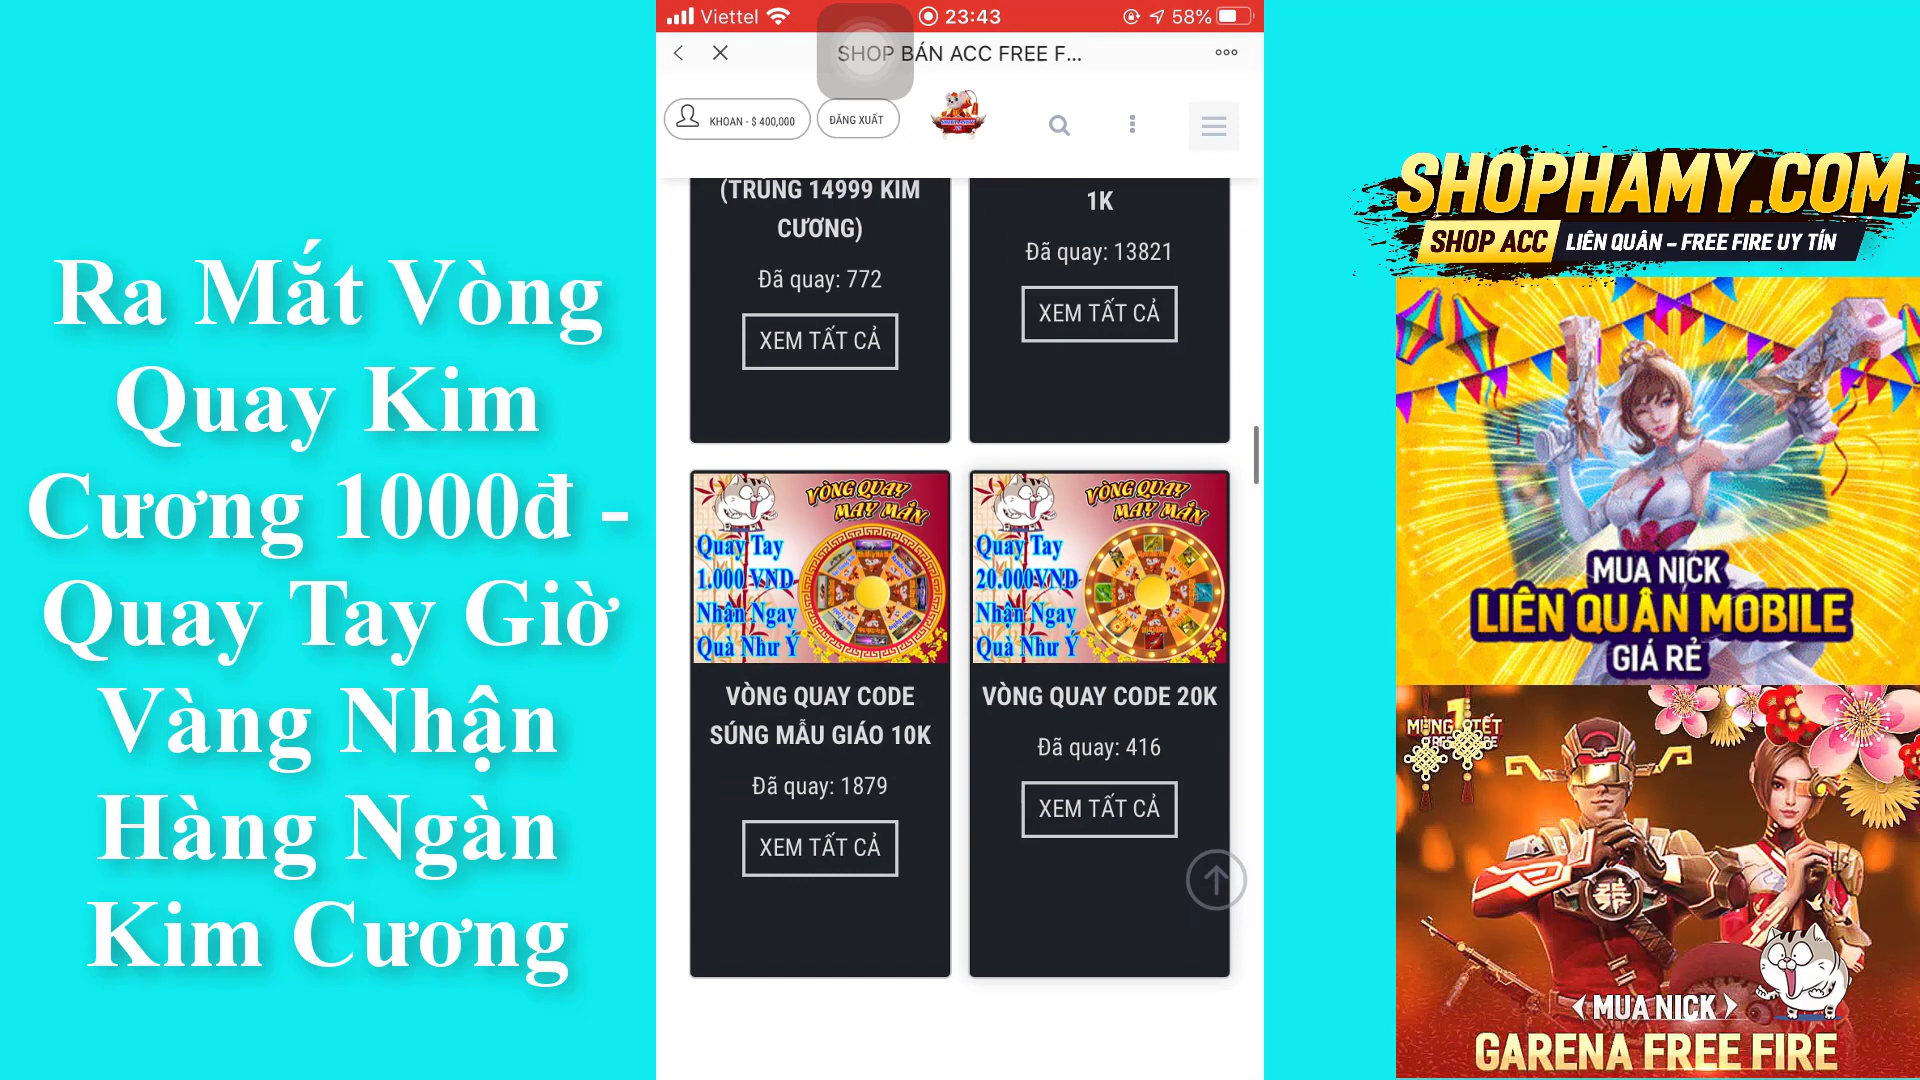 Ra Mắt Vòng
Quay Kim
Cương 1000đ -
Quay Tay Giờ
Vàng Nhận
Hàng Ngàn
Kim Cương
Viettel
23:43
58%
SHOP BÁN ACC FREE F...
KHOAN - $ 400,000
ĐĂNG XUẤT
(TRÚNG 14999 KIM
CƯƠNG)
Đã quay: 772
XEM TẤT CẢ
1K
Đã quay: 13821
XEM TẤT CẢ
VÒNG QUAY
MAY MẮN
Quay Tay
1.000 VNĐ
Nhận Ngay
Quà Như Ý
VÒNG QUAY CODE
SÚNG MẪU GIÁO 10K
Đã quay: 1879
XEM TẤT CẢ
VÒNG QUAY
MAY MẮN
Quay Tay
20.000VNĐ
Nhận Ngay
Quà Như Ý
VÒNG QUAY CODE 20K
Đã quay: 416
XEM TẤT CẢ
SHOPHAMY.COM
SHOP ACC LIÊN QUÂN – FREE FIRE UY TÍN
MUA NICK
LIÊN QUÂN MOBILE
GIÁ RẺ
MUA NICK
GARENA FREE FIRE